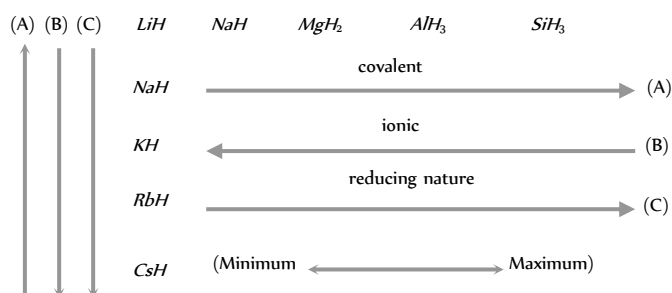 (A) (B) (C) LiH NaH MgH₂ AlH₃ SiH₃
covalent
NaH (A)
ionic
KH (B)
reducing nature
RbH (C)
CsH (Minimum Maximum)